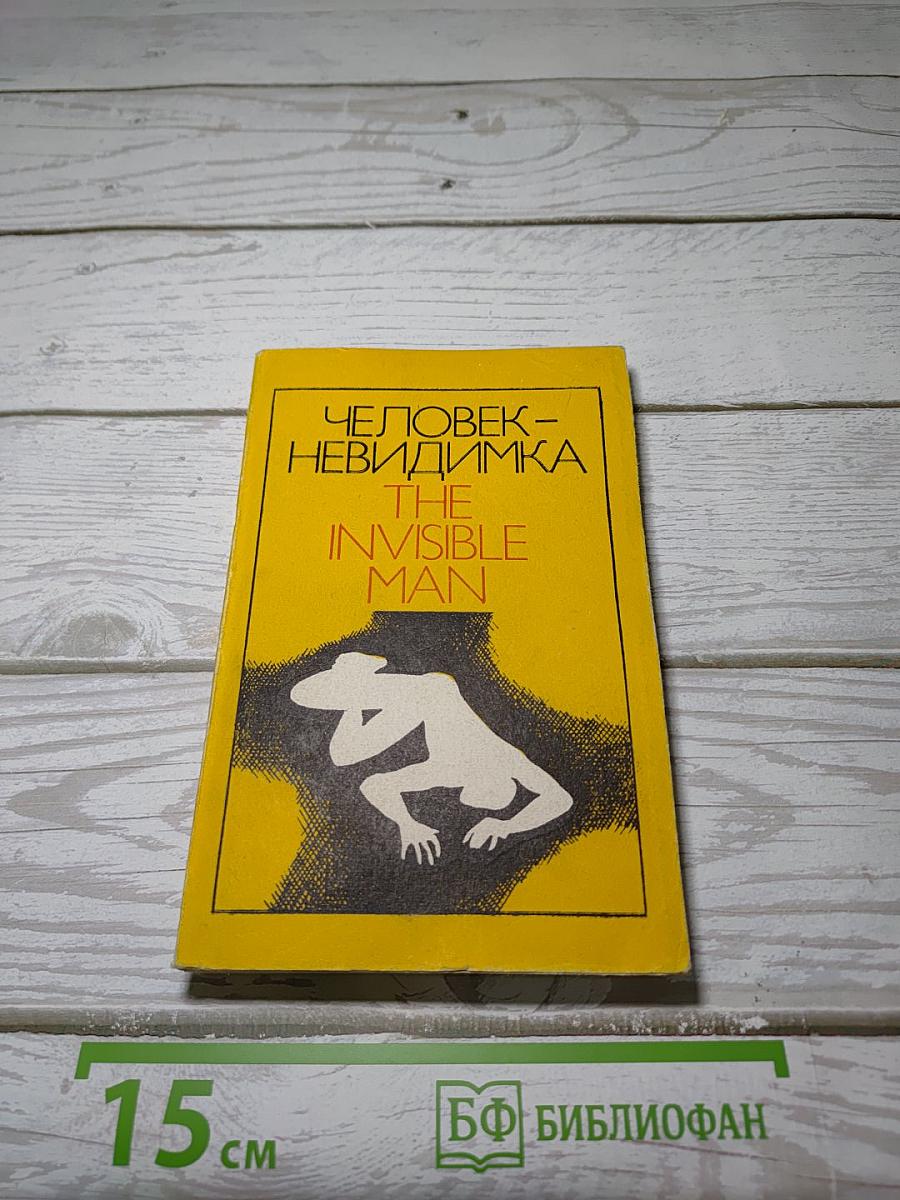 ЧЕЛОВЕК-
НЕВИДИМКА
THE
INVISIBLE
MAN
15 см
БФ БИБЛИОФАН